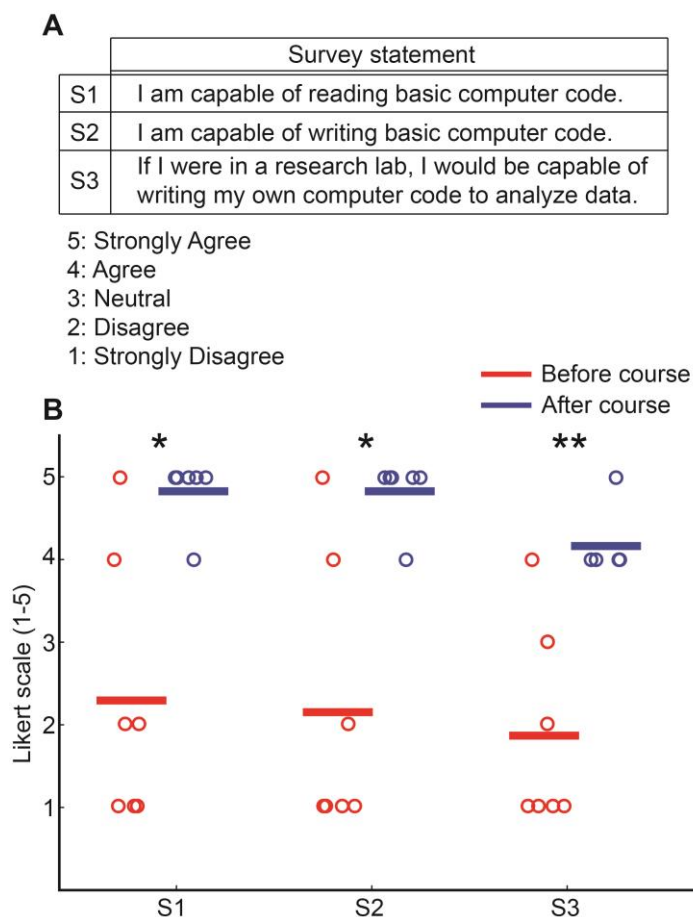 A
Survey statement
S1 I am capable of reading basic computer code.
S2 I am capable of writing basic computer code.
S3 If I were in a research lab, I would be capable of
writing my own computer code to analyze data.
5: Strongly Agree
4: Agree
3: Neutral
2: Disagree
1: Strongly Disagree
Before course
After course
B
* * **
5
4
3
2
1
Likert scale (1-5)
S1 S2 S3